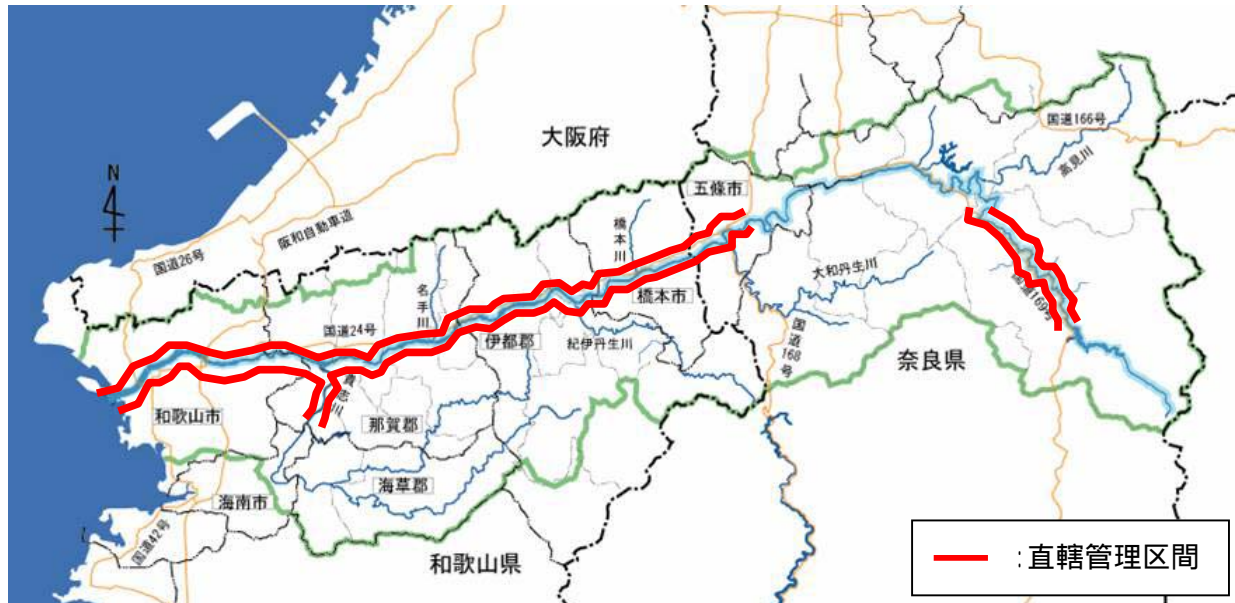 国道166号
高見川
大阪府
N
五條市
阪和自動車道
橋本川
国道26号
大和丹生川
名手川
橋本市
国道169号
国道24号
伊都郡
紀伊丹生川
国道168号
奈良県
貴志川
和歌山市
那賀郡
海草郡
海南市
国道42号
和歌山県
:直轄管理区間